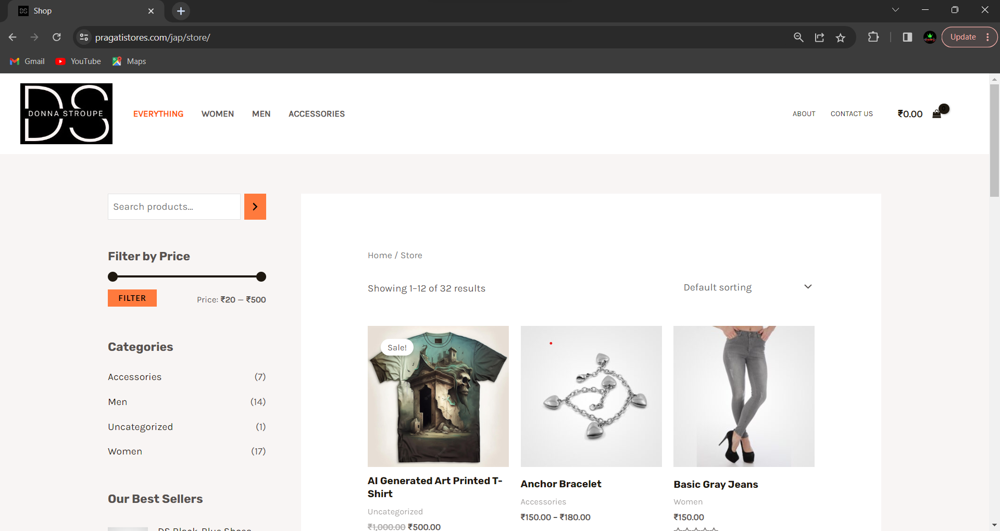 Shop
pragatistores.com/jap/store/
Update
Gmail
YouTube
Maps
DS
DONNA STROUPE
EVERYTHING
WOMEN
MEN
ACCESSORIES
ABOUT
CONTACT US
₹0.00
0
Search products...
Filter by Price
FILTER
Price: ₹20 — ₹500
Categories
Accessories (7)
Men (14)
Uncategorized (1)
Women (17)
Our Best Sellers
DS Black-Blue Shoes
Home / Store
Showing 1–12 of 32 results
Default sorting
Sale!
AI Generated Art Printed T-
Shirt
Uncategorized
₹1,000.00 ₹500.00
Anchor Bracelet
Accessories
₹150.00 – ₹180.00
Basic Gray Jeans
Women
₹150.00